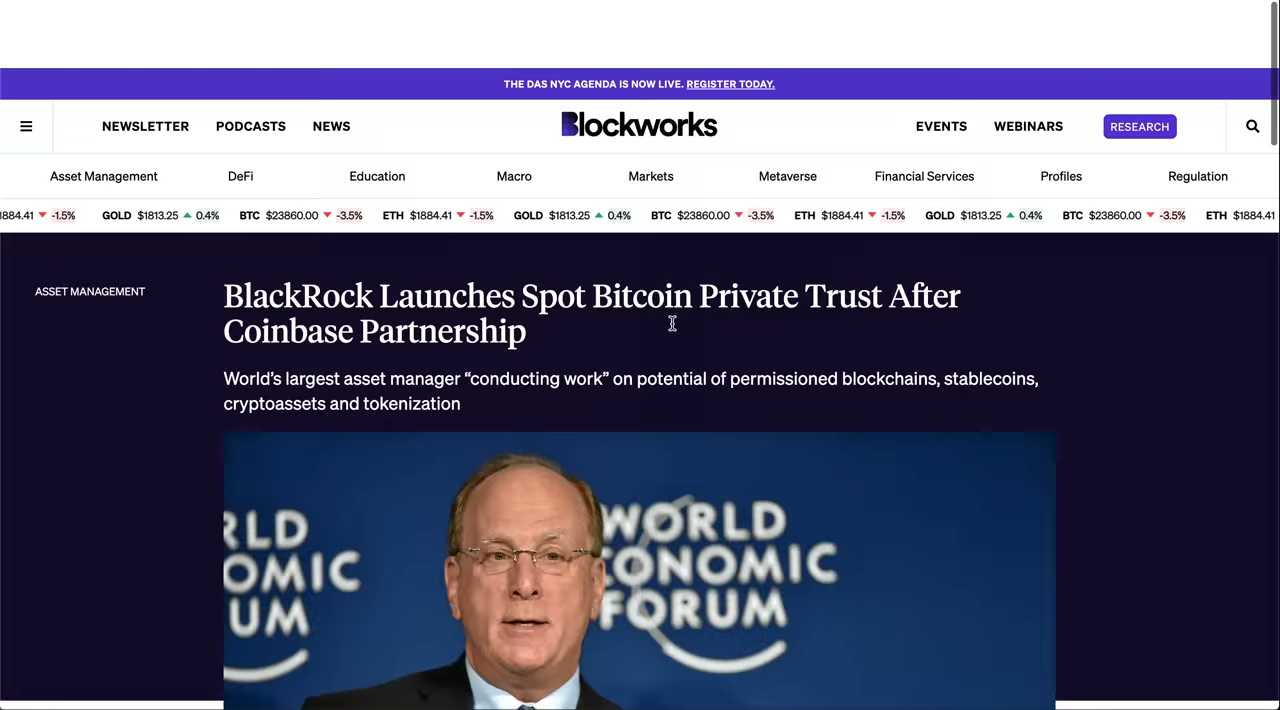 THE DAS NYC AGENDA IS NOW LIVE. REGISTER TODAY.
NEWSLETTER PODCASTS NEWS Blockworks EVENTS WEBINARS RESEARCH
Asset Management DeFi Education Macro Markets Metaverse Financial Services Profiles Regulation
1884.41 -1.5% GOLD $1813.25 0.4% BTC $23860.00 -3.5% ETH $1884.41 -1.5% GOLD $1813.25 0.4% BTC $23860.00 -3.5% ETH $1884.41 -1.5% GOLD $1813.25 0.4% BTC $23860.00 -3.5% ETH $1884.41
ASSET MANAGEMENT
BlackRock Launches Spot Bitcoin Private Trust After
Coinbase Partnership
World’s largest asset manager “conducting work” on potential of permissioned blockchains, stablecoins,
cryptoassets and tokenization
RLD
OMIC
UM
WORLD
ECONOMIC
FORUM